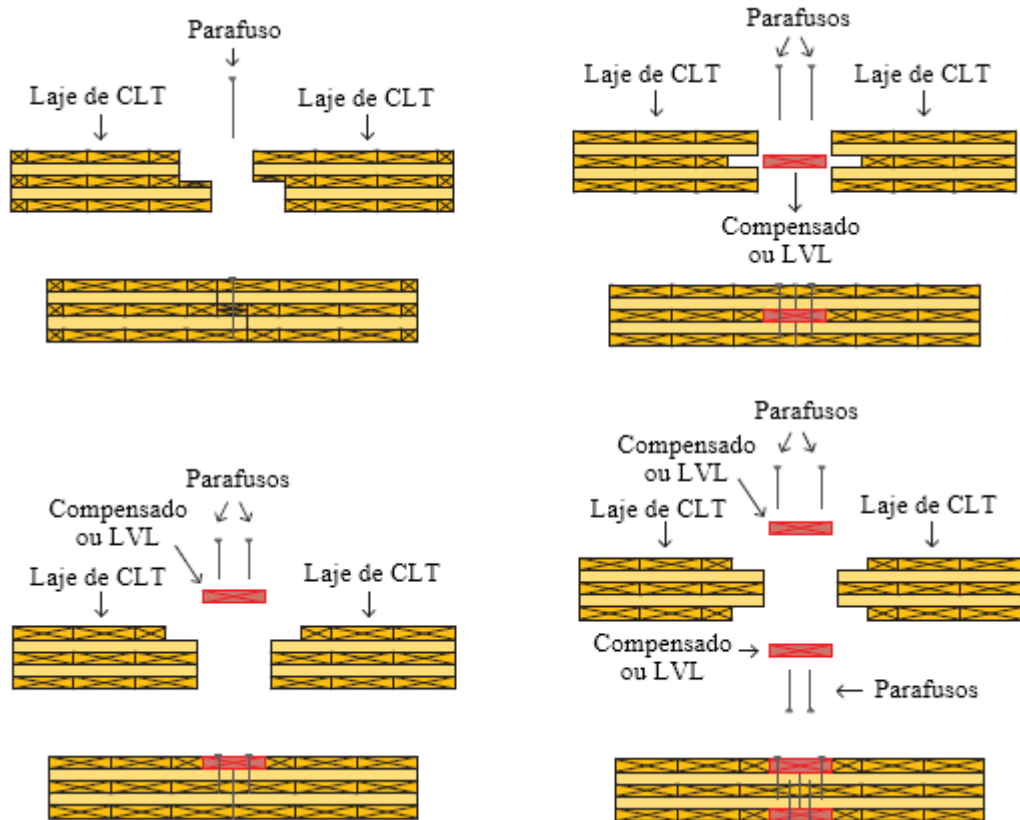 Parafuso
Laje de CLT
Laje de CLT
Parafusos
Laje de CLT
Laje de CLT
Compensado
ou LVL
Parafusos
Compensado
ou LVL
Laje de CLT
Laje de CLT
Parafusos
Compensado
ou LVL
Laje de CLT
Laje de CLT
Compensado
ou LVL
Parafusos